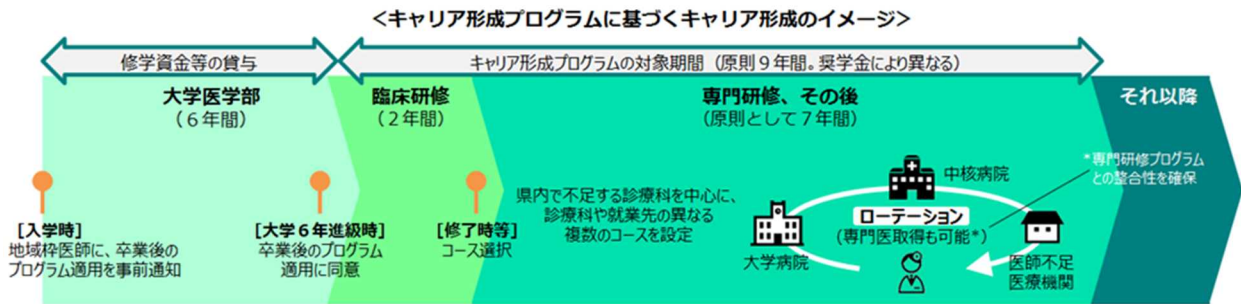 ＜キャリア形成プログラムに基づくキャリア形成のイメージ＞
修学資金等の貸与
キャリア形成プログラムの対象期間（原則９年間。奨学金により異なる）
大学医学部
（６年間）
臨床研修
（２年間）
専門研修、その後
（原則として７年間）
それ以降
［入学時］
地域枠医師に、卒業後の
プログラム適用を事前通知
［大学６年進級時］
卒業後のプログラム
適用に同意
［修了時等］
コース選択
県内で不足する診療科を中心に、
診療科や就業先の異なる
複数のコースを設定
中核病院
ローテーション
（専門医取得も可能*）
大学病院
医師不足
医療機関
*専門研修プログラム
との整合性を確保